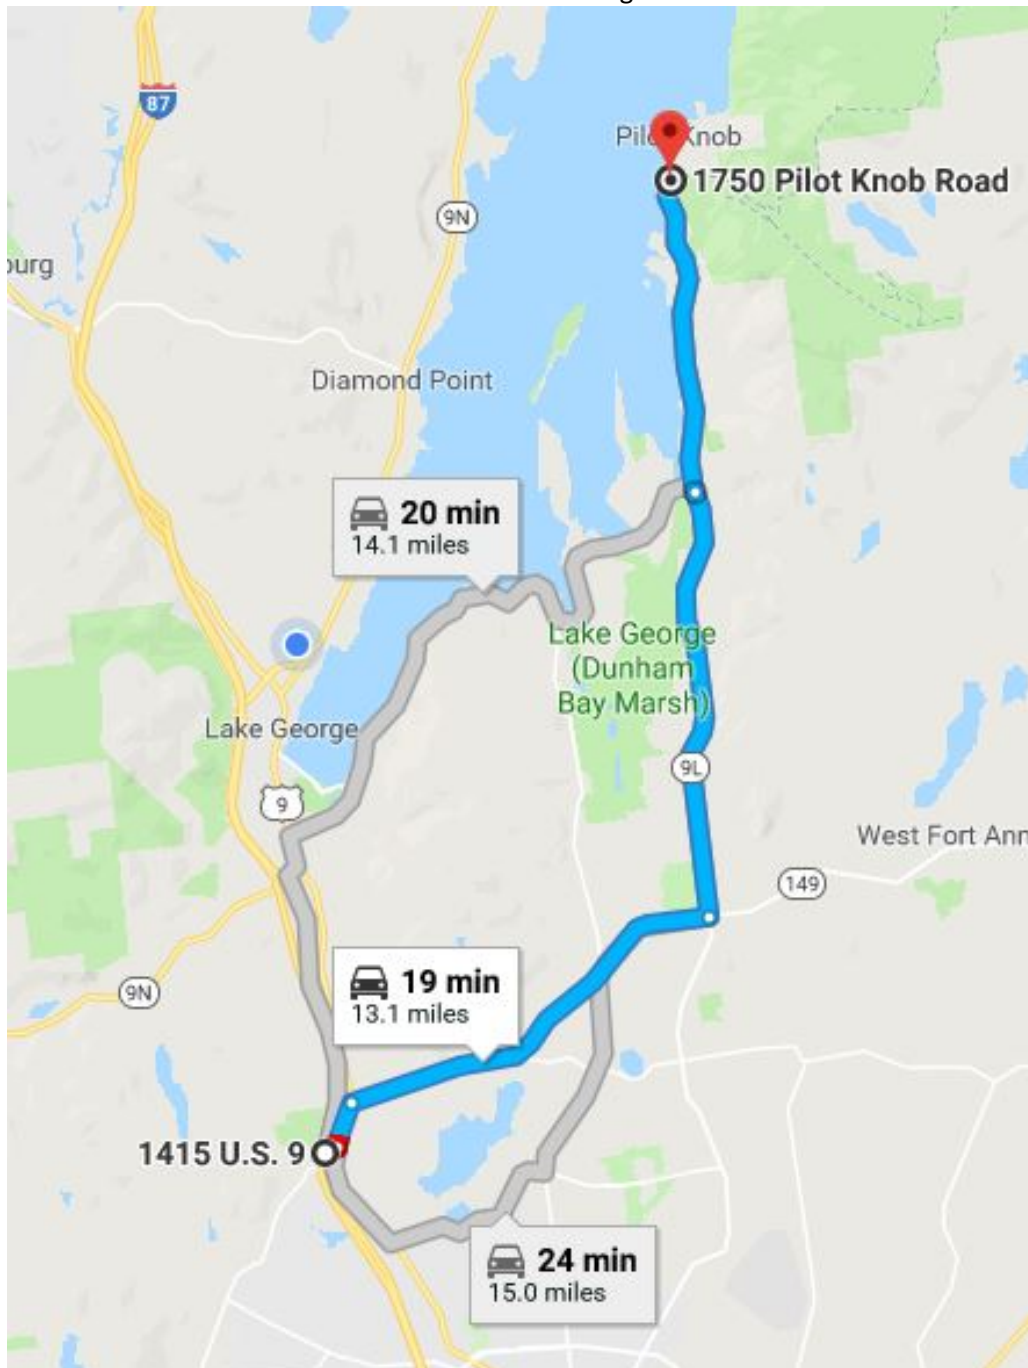 87
Pilot Knob
1750 Pilot Knob Road
9N
burg
Diamond Point
20 min
14.1 miles
Lake George
(Dunham
Bay Marsh)
Lake George
9L
9
West Fort Ann
149
19 min
13.1 miles
9N
1415 U.S. 9
24 min
15.0 miles